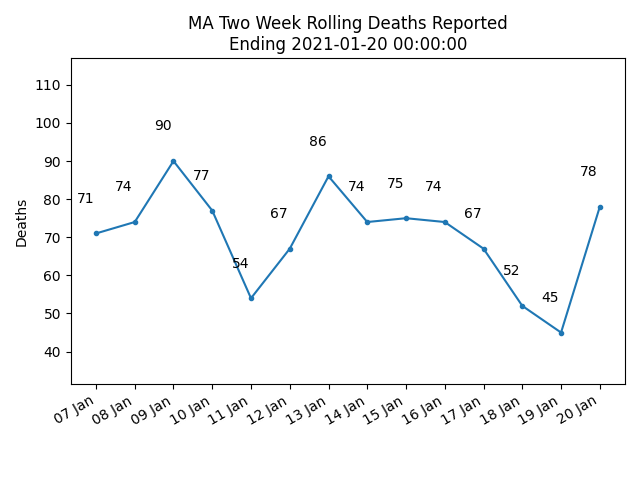 MA Two Week Rolling Deaths Reported
Ending 2021-01-20 00:00:00
Deaths
110
100
90
80
70
60
50
40
71
74
90
77
54
67
86
74
75
74
67
52
45
78
07 Jan
08 Jan
09 Jan
10 Jan
11 Jan
12 Jan
13 Jan
14 Jan
15 Jan
16 Jan
17 Jan
18 Jan
19 Jan
20 Jan